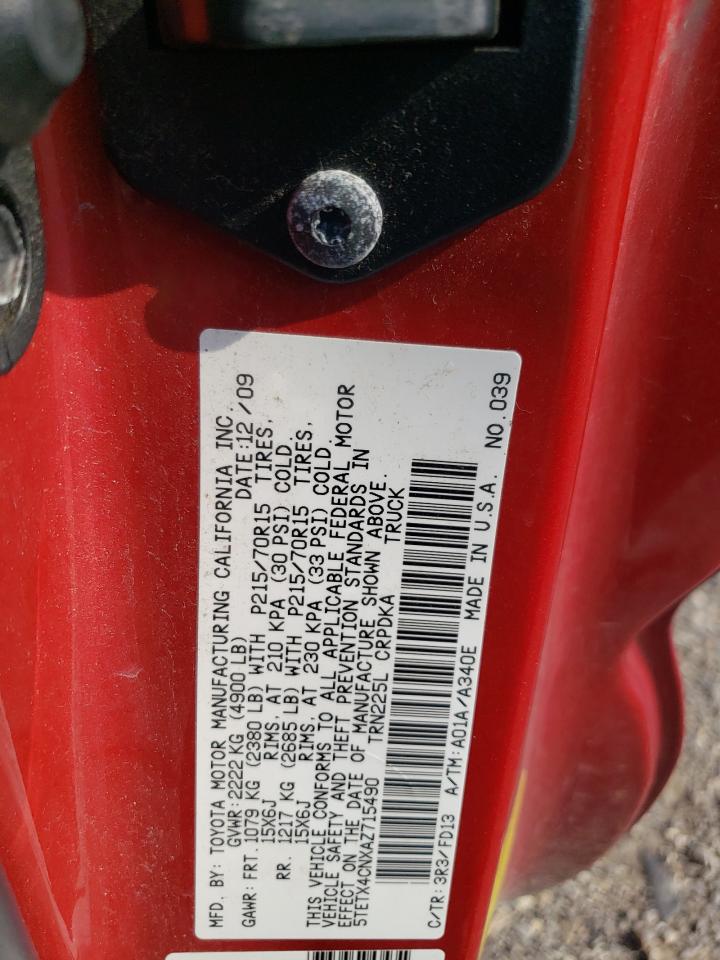 MFD. BY: TOYOTA MOTOR MANUFACTURING CALIFORNIA INC.
GVWR: 2222 KG (4900 LB) DATE: 12 /09
GAWR: FRT. 1079 KG (2380 LB) WITH P215/70R15 TIRES,
15X6J RIMS, AT 210 KPA (30 PSI) COLD.
RR. 1217 KG (2685 LB) WITH P215/70R15 TIRES,
15X6J RIMS, AT 230 KPA (33 PSI) COLD.
THIS VEHICLE CONFORMS TO ALL APPLICABLE FEDERAL MOTOR
VEHICLE SAFETY AND THEFT PREVENTION STANDARDS IN
EFFECT ON THE DATE OF MANUFACTURE SHOWN ABOVE.
5TETX4CNXAZ715490 TRN225L CRPDKA TRUCK
C/TR: 3R3/FD13 A/TM: A01A/A340E MADE IN U.S.A. NO. 039